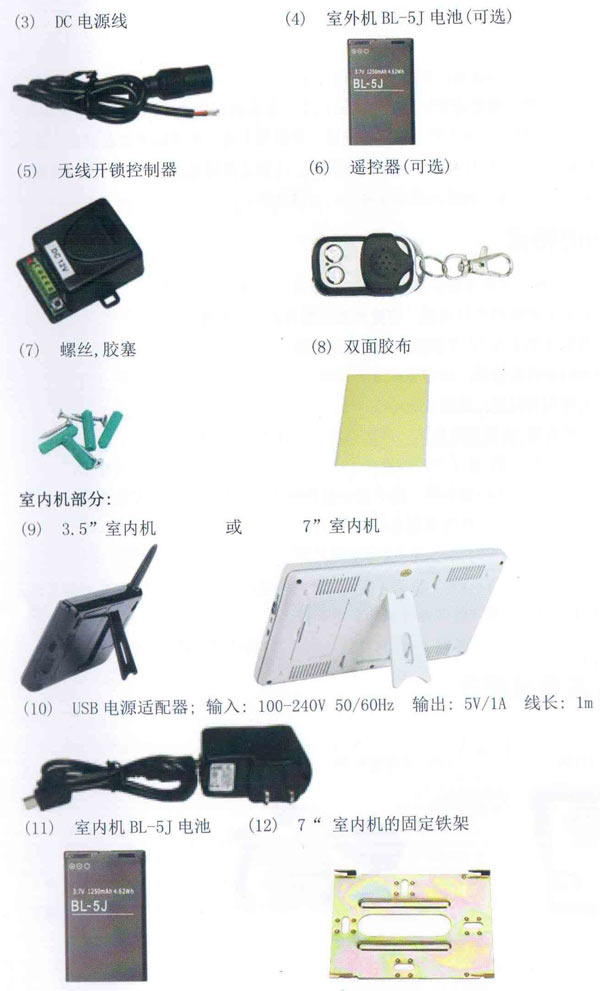 (3) DC 电源线
(4) 室外机 BL-5J 电池(可选)
3.7V 1250mAh 4.62Wh
BL-5J
(5) 无线开锁控制器
(6) 遥控器(可选)
DC 12V
(7) 螺丝,胶塞
(8) 双面胶布
室内机部分:
(9) 3.5” 室内机 或 7” 室内机
(10) USB 电源适配器; 输入: 100-240V 50/60Hz 输出: 5V/1A 线长: 1m
(11) 室内机 BL-5J 电池
(12) 7 “ 室内机的固定铁架
3.7V 1250mAh 4.62Wh
BL-5J